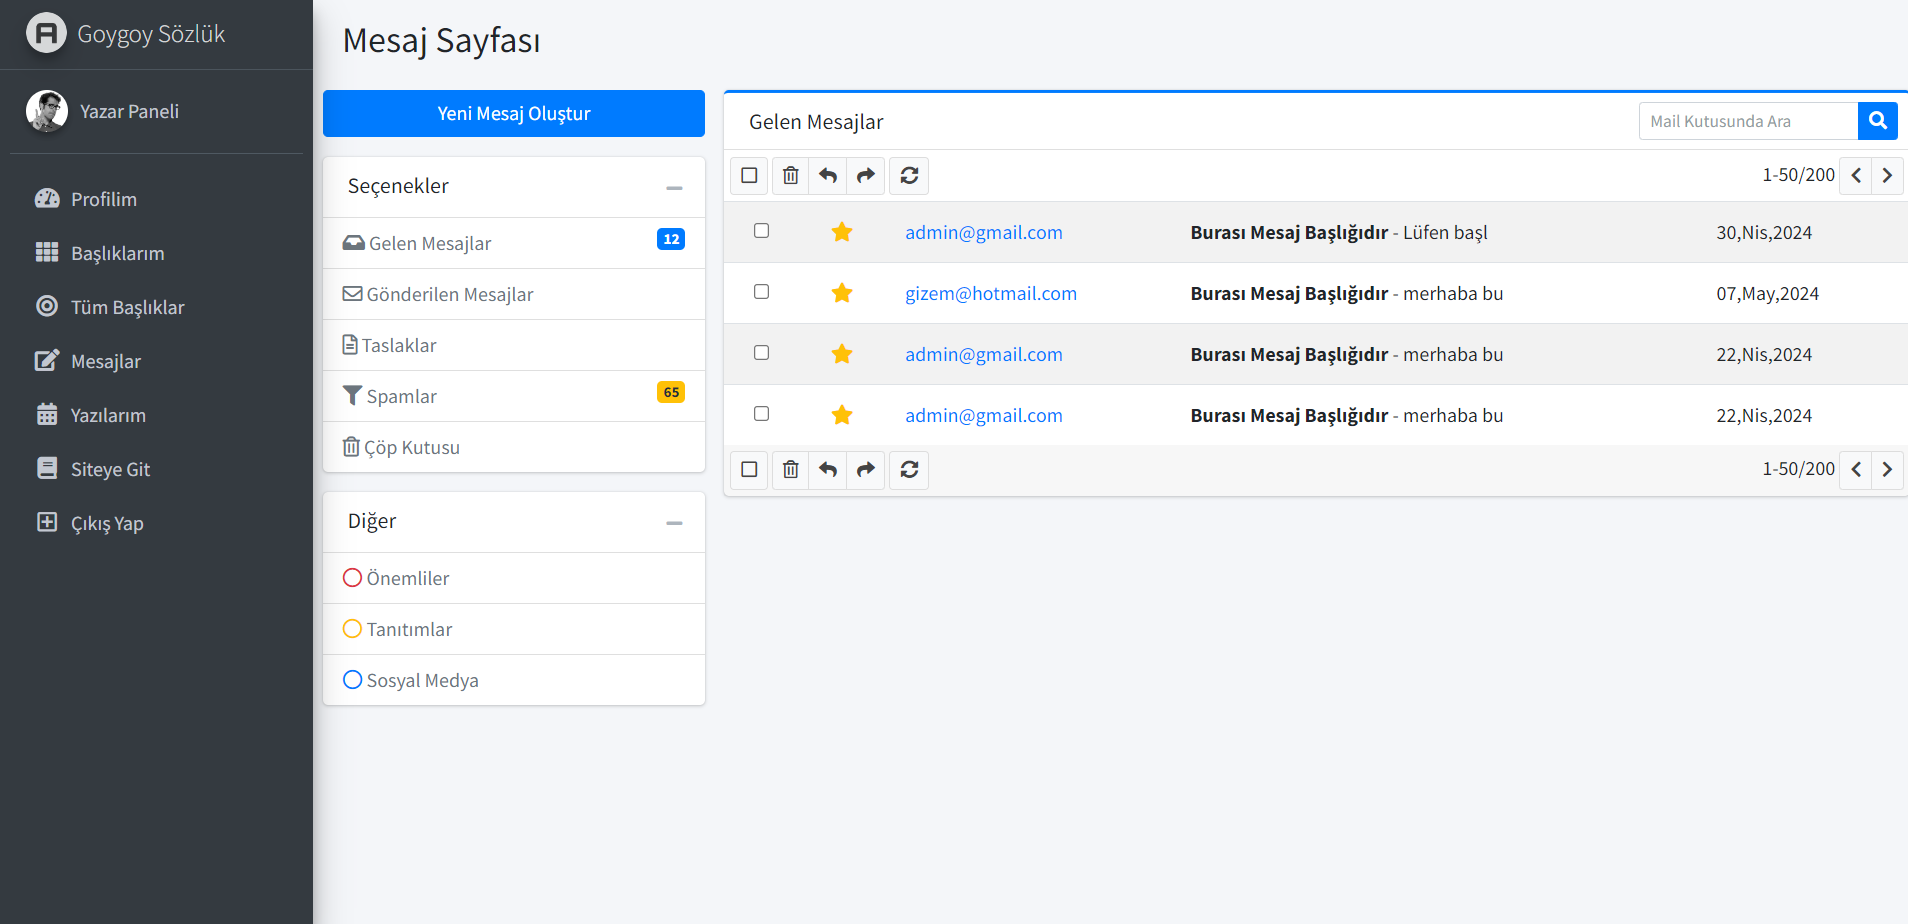 Goygoy Sözlük
Yazar Paneli
Profilim
Başlıklarım
Tüm Başlıklar
Mesajlar
Yazılarım
Siteye Git
Çıkış Yap
Mesaj Sayfası
Yeni Mesaj Oluştur
Seçenekler
Gelen Mesajlar 12
Gönderilen Mesajlar
Taslaklar
Spamlar 65
Çöp Kutusu
Diğer
Önemliler
Tanıtımlar
Sosyal Medya
Gelen Mesajlar Mail Kutusunda Ara
1-50/200
admin@gmail.com Burası Mesaj Başlığıdır - Lüfen başl 30,Nis,2024
gizem@hotmail.com Burası Mesaj Başlığıdır - merhaba bu 07,May,2024
admin@gmail.com Burası Mesaj Başlığıdır - merhaba bu 22,Nis,2024
admin@gmail.com Burası Mesaj Başlığıdır - merhaba bu 22,Nis,2024
1-50/200